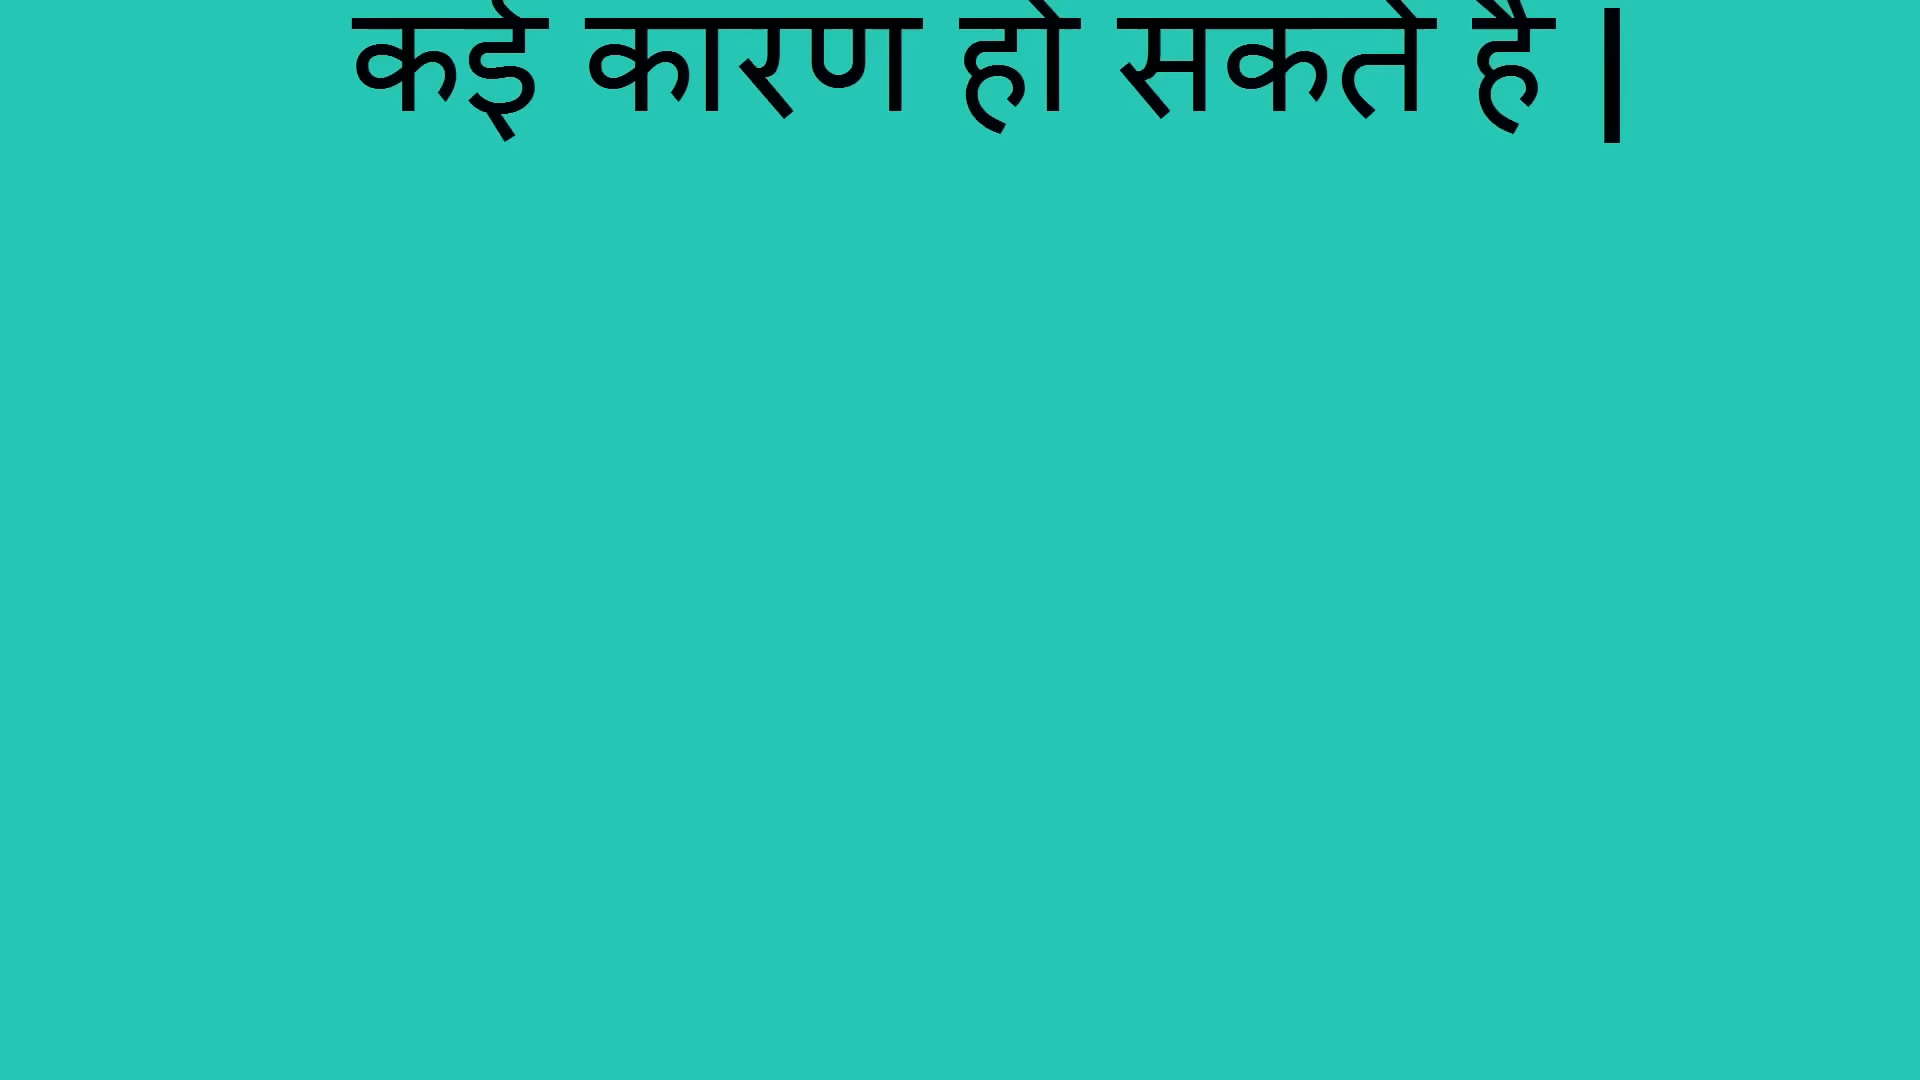 कई कारण हो सकते है |